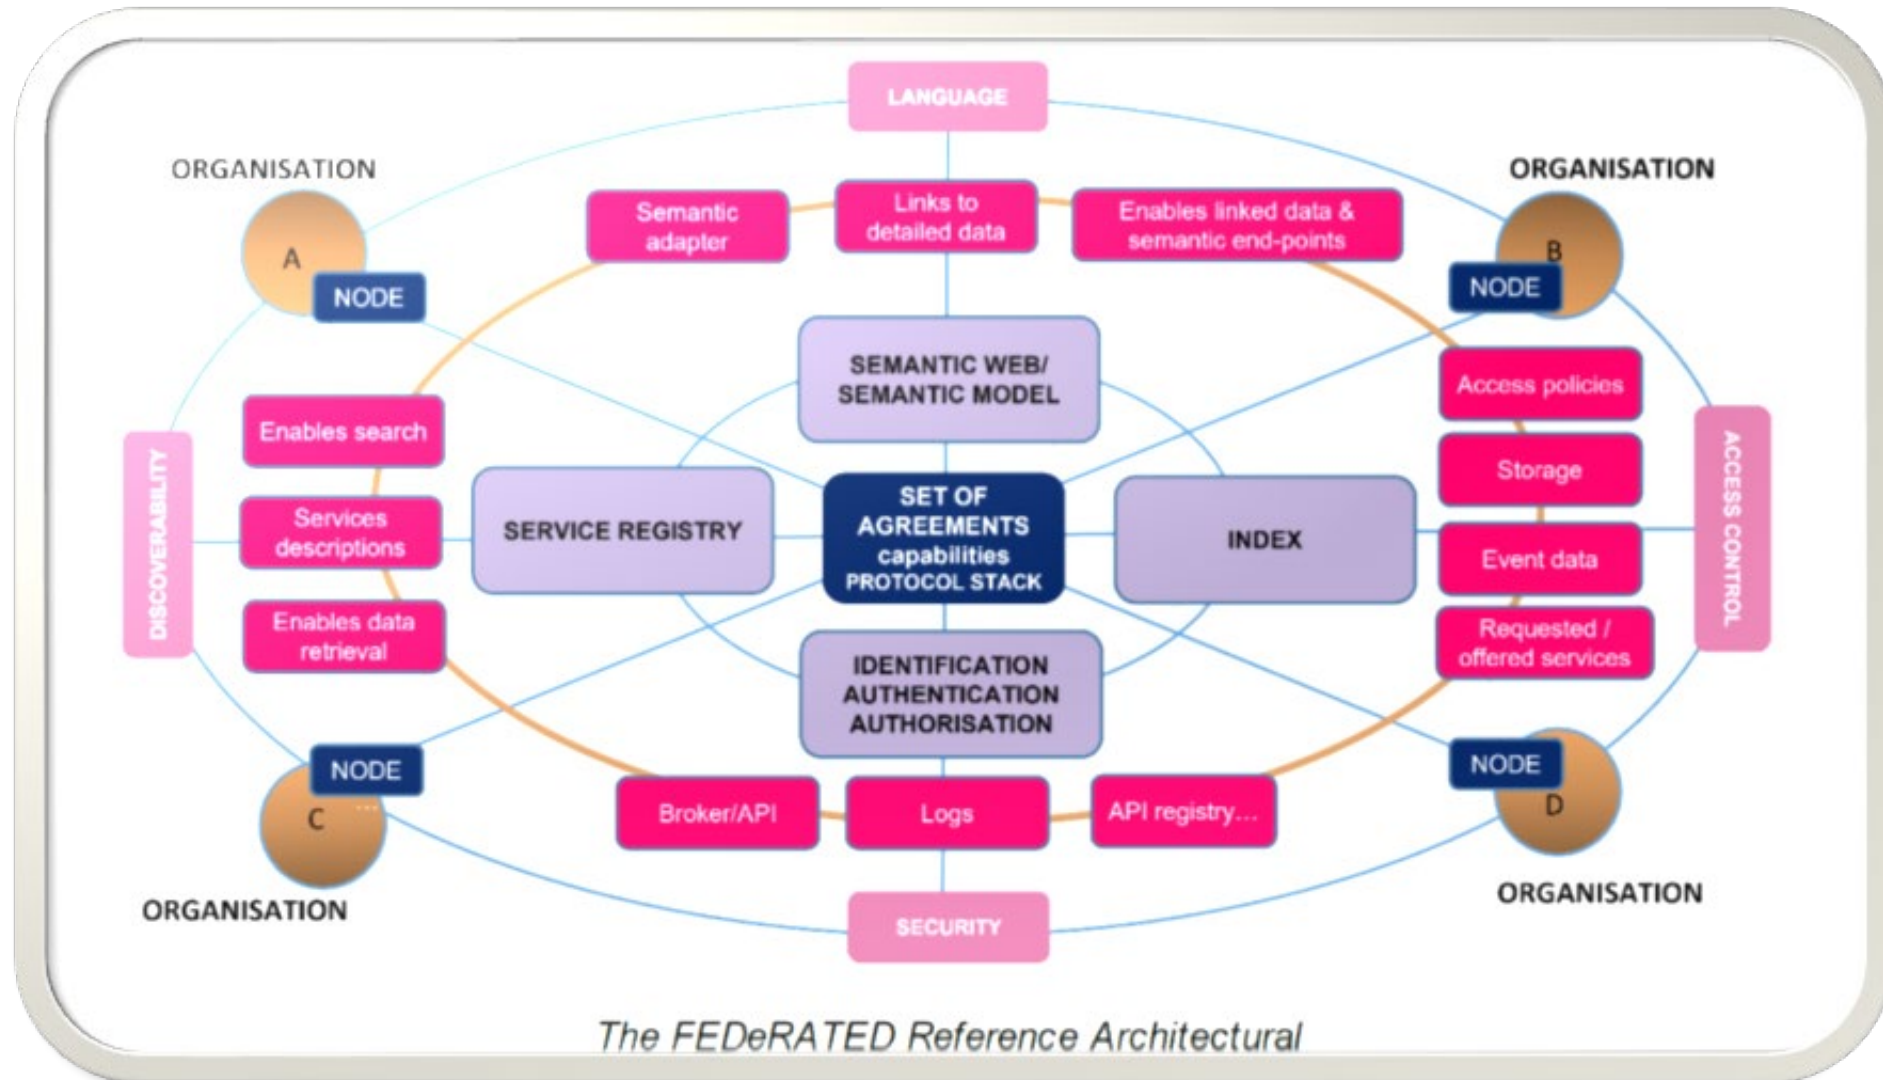 LANGUAGE
ORGANISATION
ORGANISATION
Semantic
adapter
Links to
detailed data
Enables linked data &
semantic end-points
A
NODE
B
NODE
SEMANTIC WEB/
SEMANTIC MODEL
Access policies
Enables search
Storage
DISCOVERABILITY
Services
descriptions
SERVICE REGISTRY
SET OF
AGREEMENTS
capabilities
PROTOCOL STACK
INDEX
Event data
ACCESS CONTROL
Enables data
retrieval
Requested /
offered services
IDENTIFICATION
AUTHENTICATION
AUTHORISATION
NODE
C
...
NODE
D
Broker/API
Logs
API registry...
ORGANISATION
ORGANISATION
SECURITY
The FEDeRATED Reference Architectural